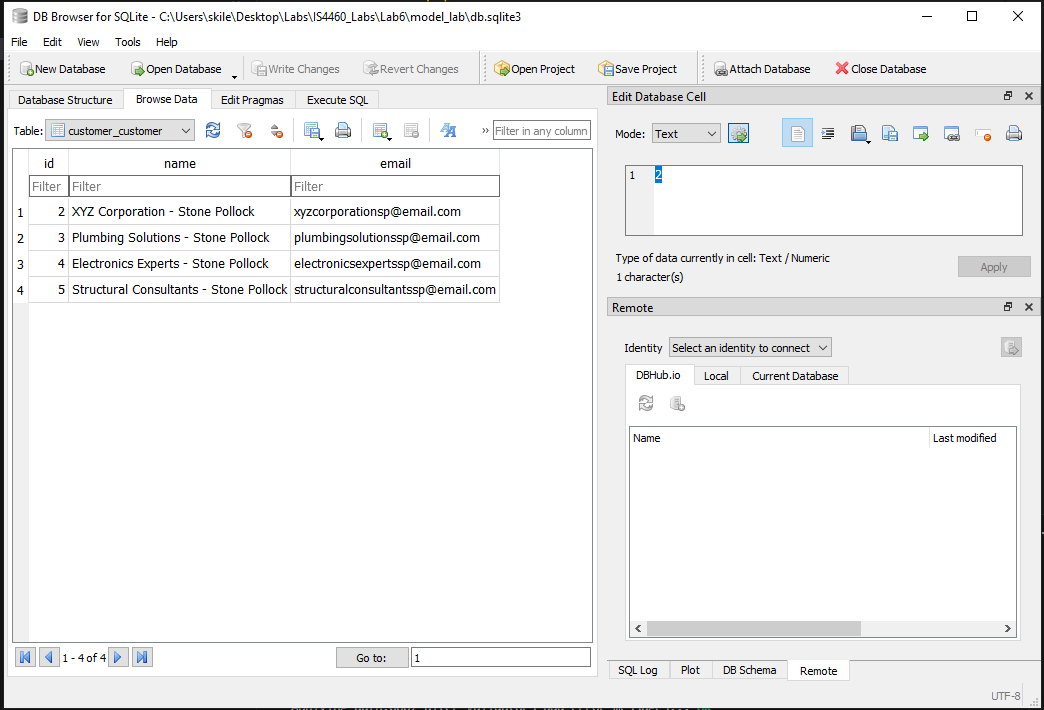 DB Browser for SQLite - C:\Users\skile\Desktop\Labs\IS4460_Labs\Lab6\model_lab\db.sqlite3
File Edit View Tools Help
New Database Open Database Write Changes Revert Changes Open Project Save Project Attach Database Close Database
Database Structure Browse Data Edit Pragmas Execute SQL
Table: customer_customer » Filter in any column
id name email
Filter Filter Filter
1 2 XYZ Corporation - Stone Pollock xyzcorporationsp@email.com
2 3 Plumbing Solutions - Stone Pollock plumbingsolutionssp@email.com
3 4 Electronics Experts - Stone Pollock electronicsexpertssp@email.com
4 5 Structural Consultants - Stone Pollock structuralconsultantssp@email.com
1 - 4 of 4 Go to: 1
Edit Database Cell
Mode: Text
1 2
Type of data currently in cell: Text / Numeric
1 character(s)
Apply
Remote
Identity Select an identity to connect
DBHub.io Local Current Database
Name Last modified
SQL Log Plot DB Schema Remote
UTF-8